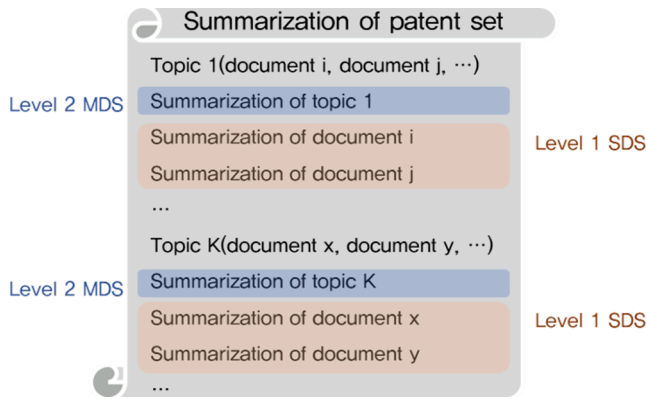 Summarization of patent set
Topic 1(document i, document j, ⋯)
Level 2 MDS
Summarization of topic 1
Summarization of document i
Level 1 SDS
Summarization of document j
...
Topic K(document x, document y, ⋯)
Level 2 MDS
Summarization of topic K
Summarization of document x
Level 1 SDS
Summarization of document y
...